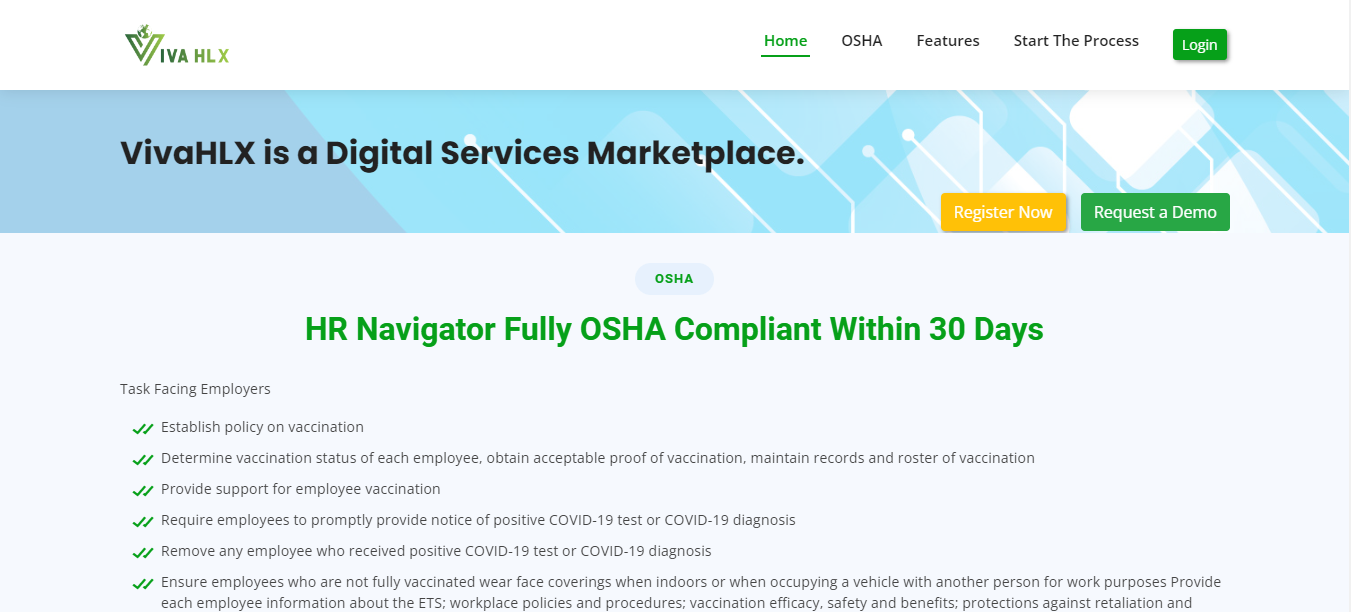 VIVA HLX
Home OSHA Features Start The Process Login
VivaHLX is a Digital Services Marketplace.
Register Now Request a Demo
OSHA
HR Navigator Fully OSHA Compliant Within 30 Days
Task Facing Employers
Establish policy on vaccination
Determine vaccination status of each employee, obtain acceptable proof of vaccination, maintain records and roster of vaccination
Provide support for employee vaccination
Require employees to promptly provide notice of positive COVID-19 test or COVID-19 diagnosis
Remove any employee who received positive COVID-19 test or COVID-19 diagnosis
Ensure employees who are not fully vaccinated wear face coverings when indoors or when occupying a vehicle with another person for work purposes Provide
each employee information about the ETS; workplace policies and procedures; vaccination efficacy, safety and benefits; protections against retaliation and